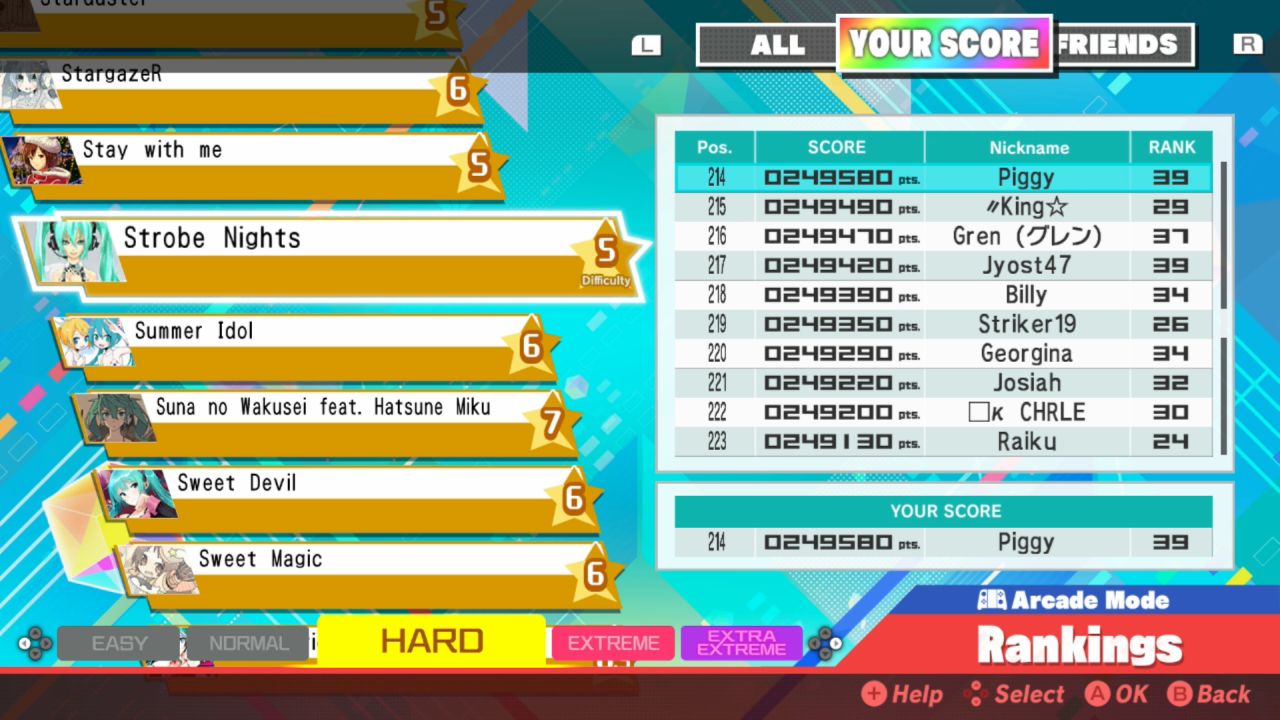 Stardustei
5
L
ALL
YOUR SCORE
FRIENDS
R
StargazeR
6
Stay with me
5
Strobe Nights
5
Difficulty
Summer Idol
6
Suna no Wakusei feat. Hatsune Miku
7
Sweet Devil
6
Sweet Magic
6
Pos. SCORE Nickname RANK
214 0249580 pts. Piggy 39
215 0249490 pts. 〃King☆ 29
216 0249470 pts. Gren (グレン) 37
217 0249420 pts. Jyost47 39
218 0249390 pts. Billy 34
219 0249350 pts. Striker19 26
220 0249290 pts. Georgina 34
221 0249220 pts. Josiah 32
222 0249200 pts. □κ CHRLE 30
223 0249130 pts. Raiku 24
YOUR SCORE
214 0249580 pts. Piggy 39
EASY NORMAL HARD EXTREME EXTRA EXTREME
Arcade Mode
Rankings
+ Help Select A OK B Back